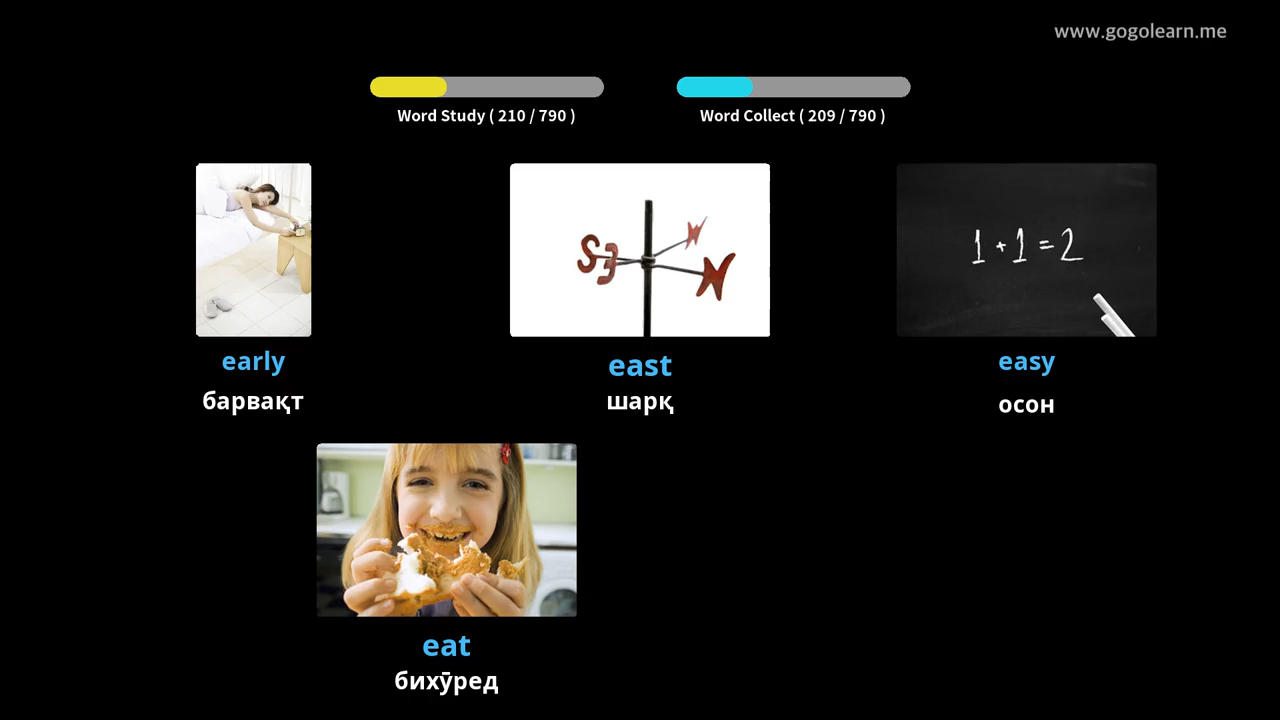 www.gogolearn.me
Word Study ( 210 / 790 )
Word Collect ( 209 / 790 )
S E N W
1 + 1 = 2
early
east
easy
барвақт
шарқ
осон
eat
бихӯред